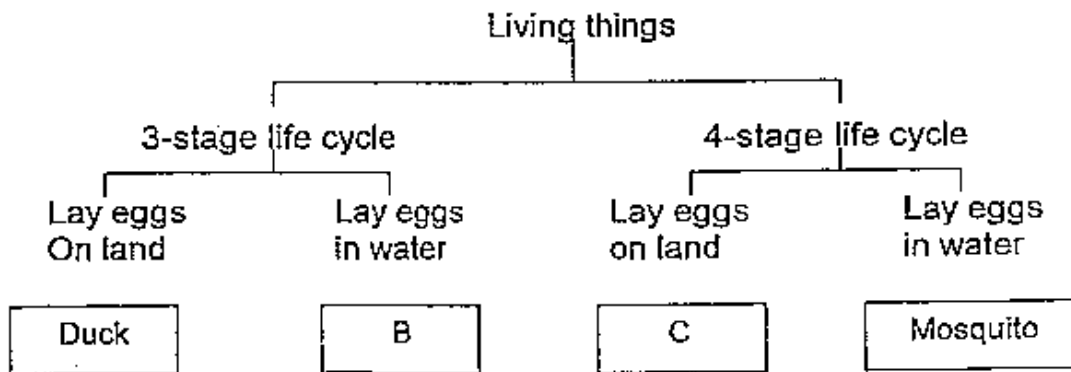 Living things
3-stage life cycle
4-stage life cycle
Lay eggs
On land
Lay eggs
in water
Lay eggs
on land
Lay eggs
in water
Duck
B
C
Mosquito